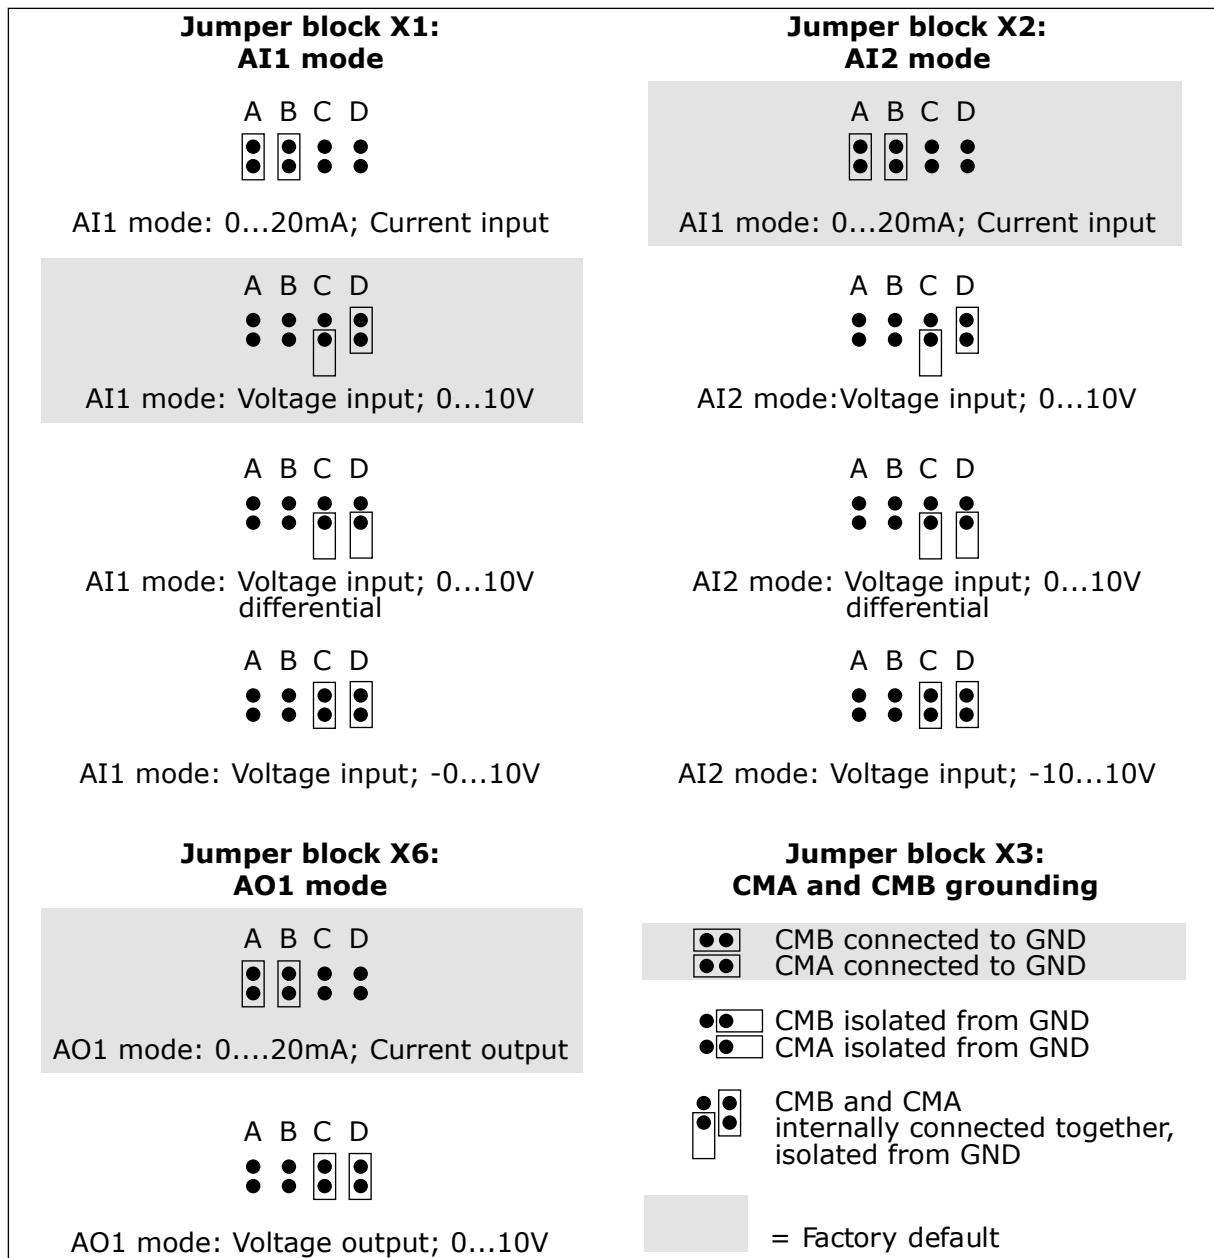 Jumper block X1:
AI1 mode
A B C D
AI1 mode: 0...20mA; Current input
A B C D
AI1 mode: Voltage input; 0...10V
A B C D
AI1 mode: Voltage input; 0...10V
differential
A B C D
AI1 mode: Voltage input; -0...10V
Jumper block X2:
AI2 mode
A B C D
AI1 mode: 0...20mA; Current input
A B C D
AI2 mode:Voltage input; 0...10V
A B C D
AI2 mode: Voltage input; 0...10V
differential
A B C D
AI2 mode: Voltage input; -10...10V
Jumper block X6:
AO1 mode
A B C D
AO1 mode: 0....20mA; Current output
A B C D
AO1 mode: Voltage output; 0...10V
Jumper block X3:
CMA and CMB grounding
CMB connected to GND
CMA connected to GND
CMB isolated from GND
CMA isolated from GND
CMB and CMA
internally connected together,
isolated from GND
= Factory default